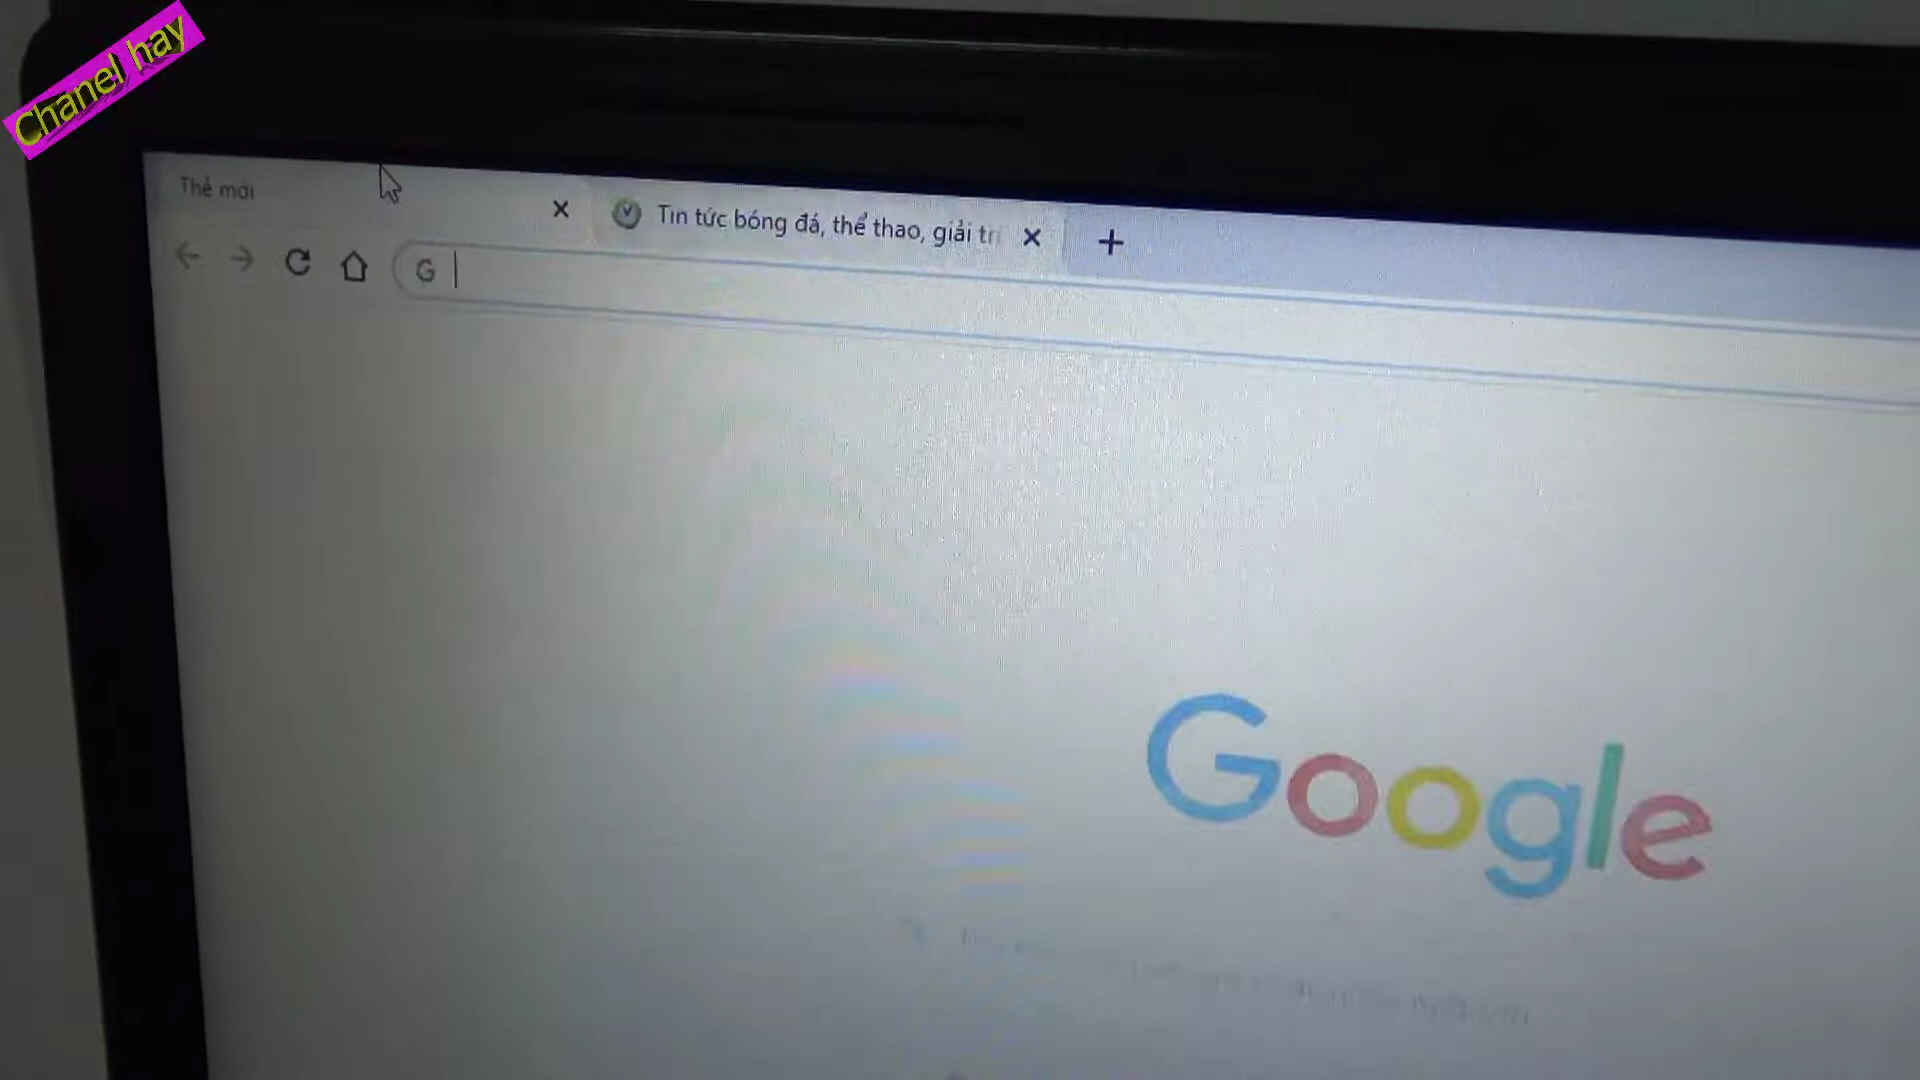 Chanel hay
Thẻ mới
Tin tức bóng đá, thể thao, giải trí
G
Google